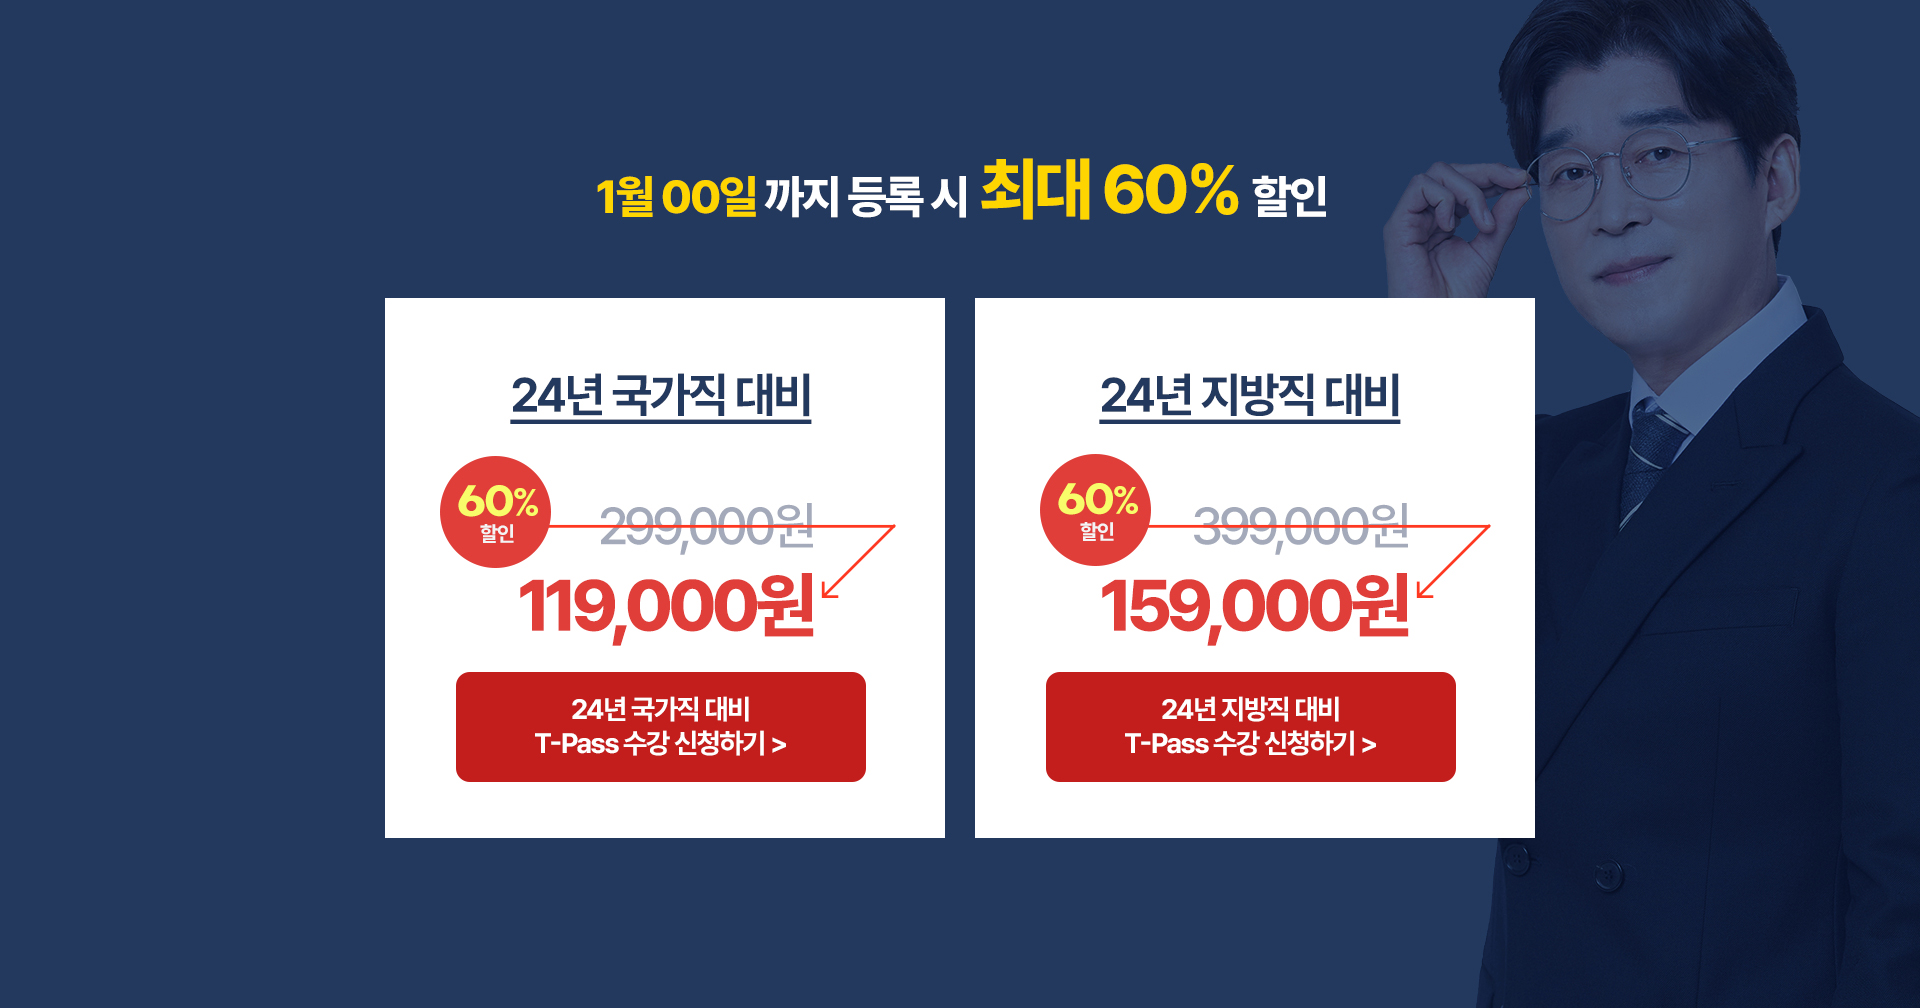 1월 00일 까지 등록 시 최대 60% 할인
24년 국가직 대비
60%
할인
299,000원
119,000원
24년 국가직 대비
T-Pass 수강 신청하기 >
24년 지방직 대비
60%
할인
399,000원
159,000원
24년 지방직 대비
T-Pass 수강 신청하기 >